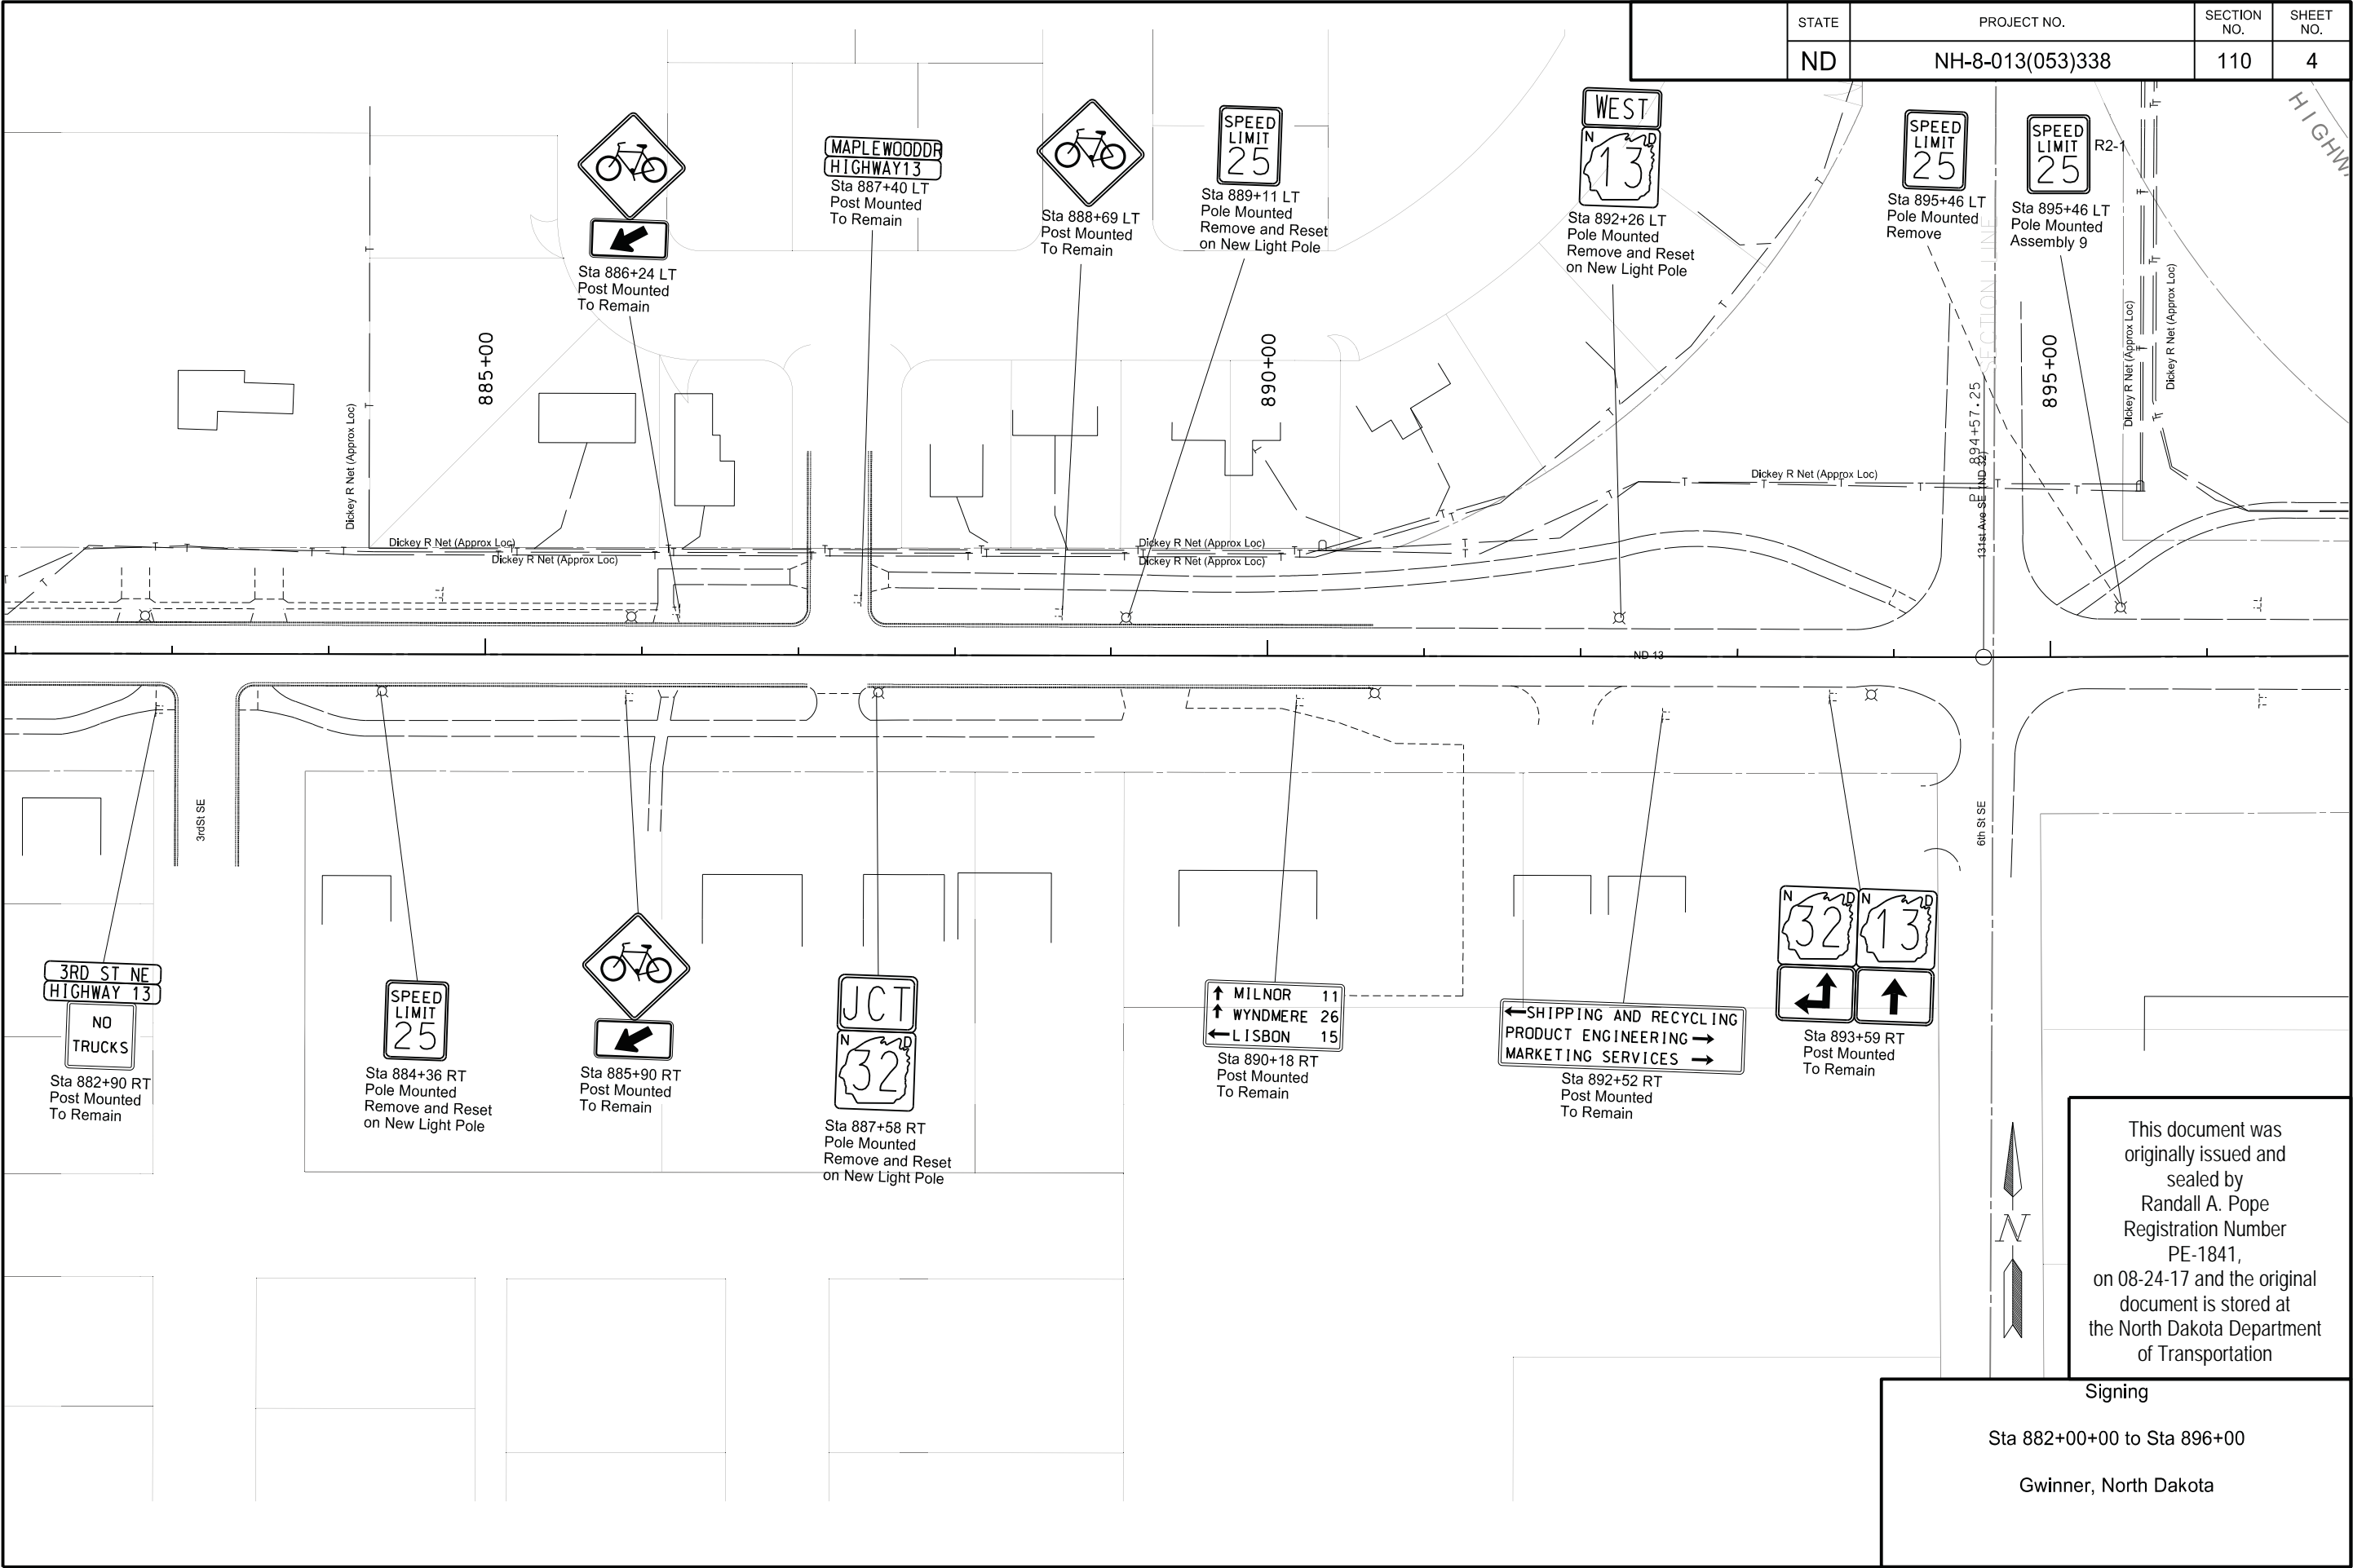 STATE
PROJECT NO.
SECTION NO.
SHEET NO.
ND
NH-8-013(053)338
110
4
HIGHW
MAPLEWOODDR
HIGHWAY13
Sta 887+40 LT
Post Mounted
To Remain
Sta 886+24 LT
Post Mounted
To Remain
Sta 888+69 LT
Post Mounted
To Remain
SPEED
LIMIT
25
Sta 889+11 LT
Pole Mounted
Remove and Reset
on New Light Pole
WEST
N D
13
Sta 892+26 LT
Pole Mounted
Remove and Reset
on New Light Pole
SPEED
LIMIT
25
Sta 895+46 LT
Pole Mounted
Remove
SPEED
LIMIT
25
R2-1
Sta 895+46 LT
Pole Mounted
Assembly 9
SECTION LINE
885+00
890+00
895+00
PI 894+57.25
131st Ave SE (ND 32)
Dickey R Net (Approx Loc)
Dickey R Net (Approx Loc)
Dickey R Net (Approx Loc)
Dickey R Net (Approx Loc)
Dickey R Net (Approx Loc)
Dickey R Net (Approx Loc)
Dickey R Net (Approx Loc)
Dickey R Net (Approx Loc)
ND 13
3rdSt SE
6th St SE
3RD ST NE
HIGHWAY 13
NO
TRUCKS
Sta 882+90 RT
Post Mounted
To Remain
SPEED
LIMIT
25
Sta 884+36 RT
Pole Mounted
Remove and Reset
on New Light Pole
Sta 885+90 RT
Post Mounted
To Remain
JCT
N D
32
Sta 887+58 RT
Pole Mounted
Remove and Reset
on New Light Pole
↑ MILNOR 11
↑ WYNDMERE 26
← LISBON 15
Sta 890+18 RT
Post Mounted
To Remain
←SHIPPING AND RECYCLING
PRODUCT ENGINEERING→
MARKETING SERVICES →
Sta 892+52 RT
Post Mounted
To Remain
N D
32
N D
13
Sta 893+59 RT
Post Mounted
To Remain
N
This document was
originally issued and
sealed by
Randall A. Pope
Registration Number
PE-1841,
on 08-24-17 and the original
document is stored at
the North Dakota Department
of Transportation
Signing
Sta 882+00+00 to Sta 896+00
Gwinner, North Dakota